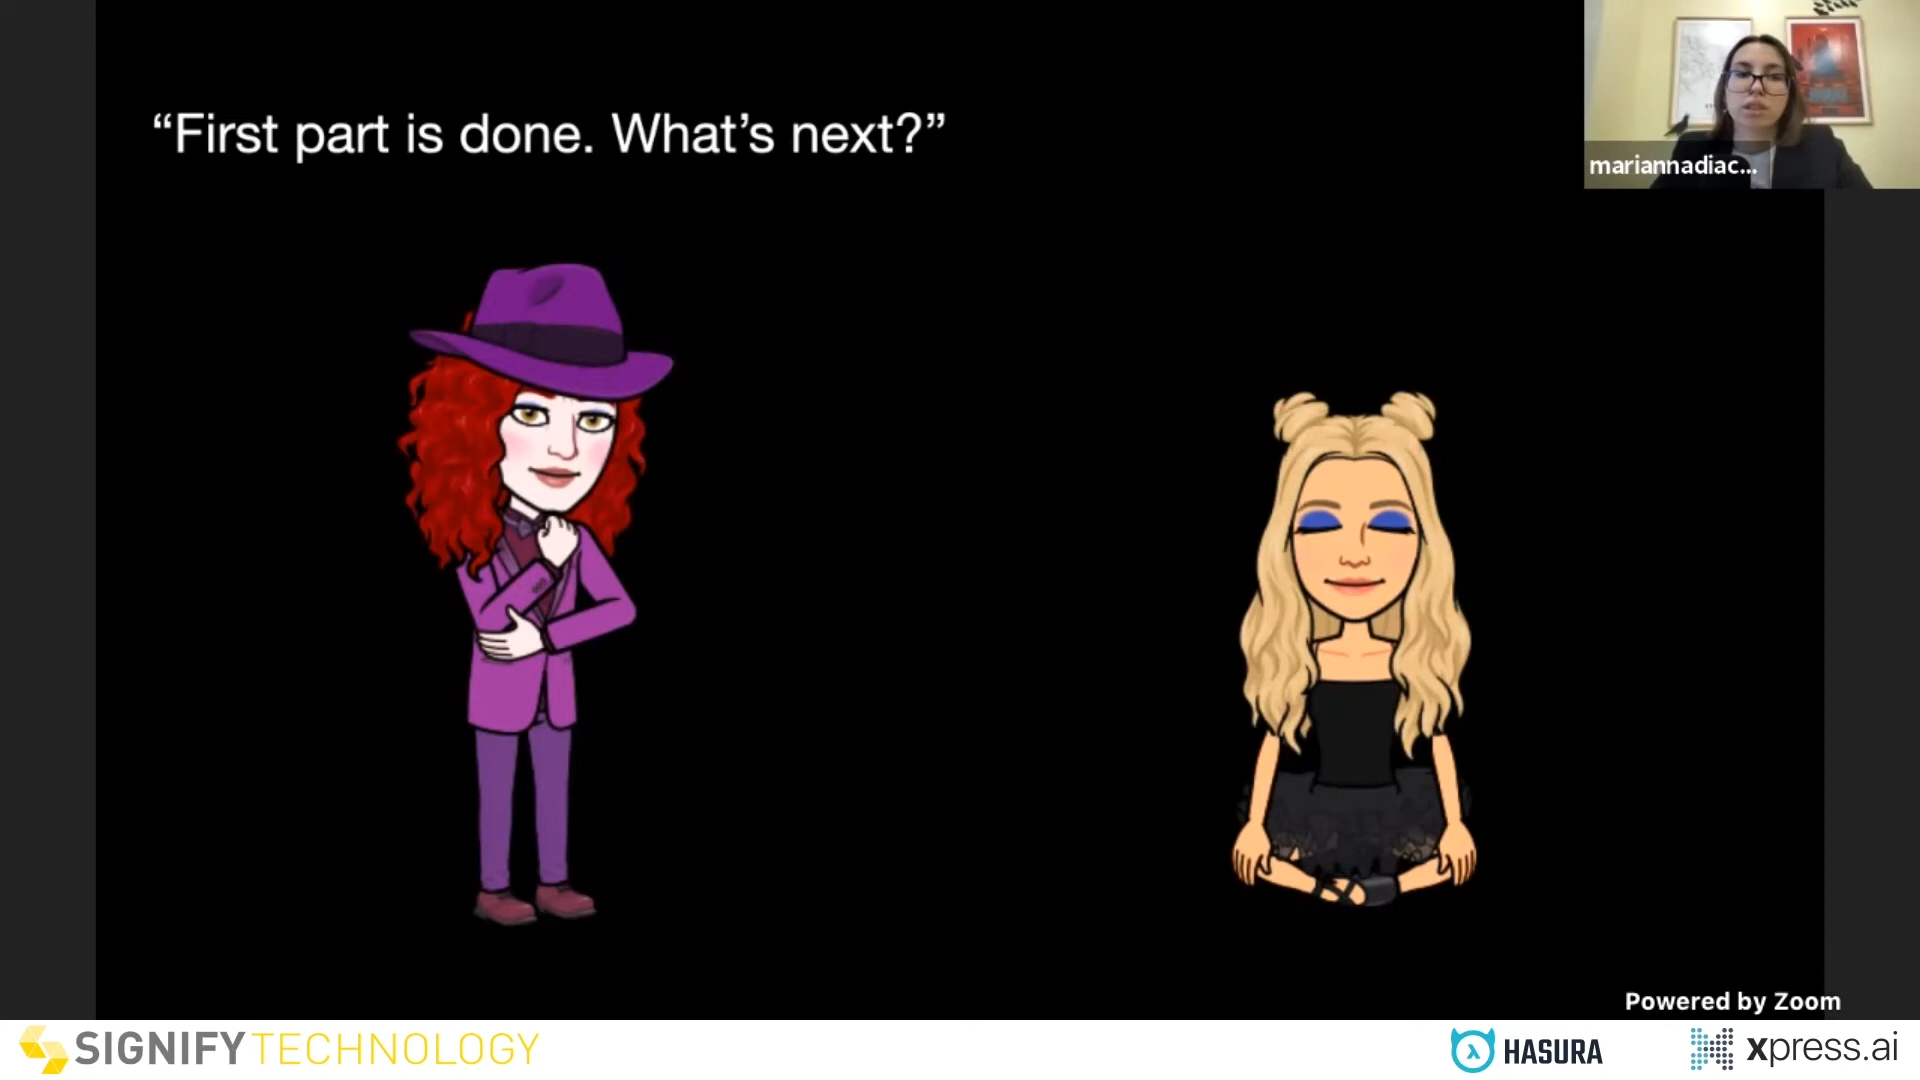 “First part is done. What’s next?”
mariannadiac...
Powered by Zoom
SIGNIFY TECHNOLOGY
HASURA
xpress.ai